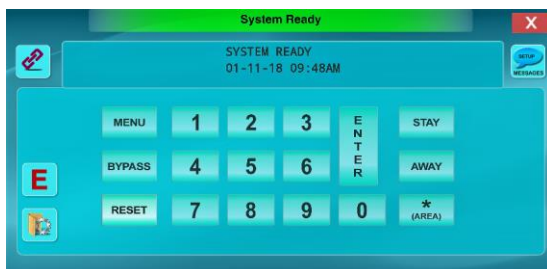 System Ready
X
SYSTEM READY
01-11-18 09:48AM
SETUP
MESSAGES
MENU 1 2 3 ENTER STAY
BYPASS 4 5 6 AWAY
E
RESET 7 8 9 0 * (AREA)